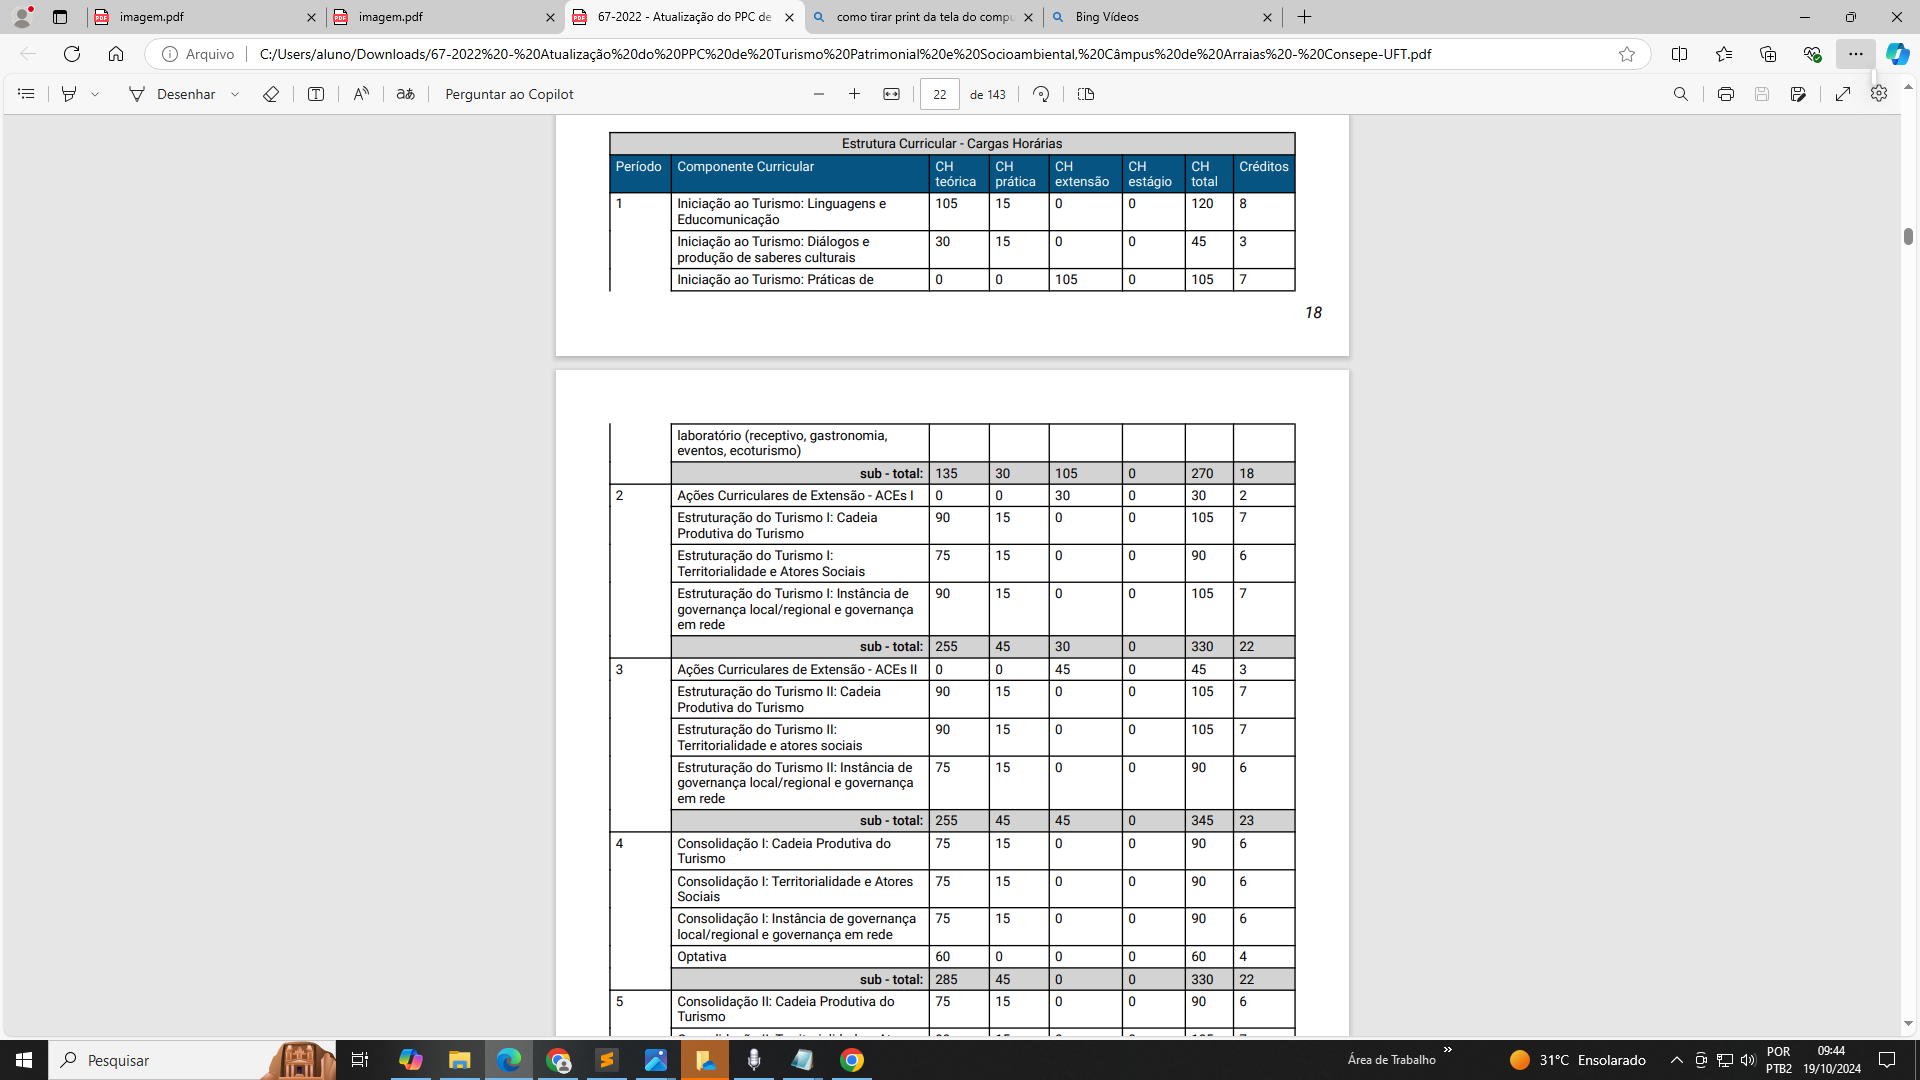 imagem.pdf
imagem.pdf
67-2022 - Atualização do PPC de
como tirar print da tela do compu
Bing Vídeos
Arquivo
C:/Users/aluno/Downloads/67-2022%20-%20Atualização%20do%20PPC%20de%20Turismo%20Patrimonial%20e%20Socioambiental,%20Câmpus%20de%20Arraias%20-%20Consepe-UFT.pdf
Desenhar
Perguntar ao Copilot
22 de 143
Estrutura Curricular - Cargas Horárias
Período Componente Curricular CH teórica CH prática CH extensão CH estágio CH total Créditos
1 Iniciação ao Turismo: Linguagens e Educomunicação 105 15 0 0 120 8
Iniciação ao Turismo: Diálogos e produção de saberes culturais 30 15 0 0 45 3
Iniciação ao Turismo: Práticas de 0 0 105 0 105 7
18
laboratório (receptivo, gastronomia, eventos, ecoturismo)
sub - total: 135 30 105 0 270 18
2 Ações Curriculares de Extensão - ACEs I 0 0 30 0 30 2
Estruturação do Turismo I: Cadeia Produtiva do Turismo 90 15 0 0 105 7
Estruturação do Turismo I: Territorialidade e Atores Sociais 75 15 0 0 90 6
Estruturação do Turismo I: Instância de governança local/regional e governança em rede 90 15 0 0 105 7
sub - total: 255 45 30 0 330 22
3 Ações Curriculares de Extensão - ACEs II 0 0 45 0 45 3
Estruturação do Turismo II: Cadeia Produtiva do Turismo 90 15 0 0 105 7
Estruturação do Turismo II: Territorialidade e atores sociais 90 15 0 0 105 7
Estruturação do Turismo II: Instância de governança local/regional e governança em rede 75 15 0 0 90 6
sub - total: 255 45 45 0 345 23
4 Consolidação I: Cadeia Produtiva do Turismo 75 15 0 0 90 6
Consolidação I: Territorialidade e Atores Sociais 75 15 0 0 90 6
Consolidação I: Instância de governança local/regional e governança em rede 75 15 0 0 90 6
Optativa 60 0 0 0 60 4
sub - total: 285 45 0 0 330 22
5 Consolidação II: Cadeia Produtiva do Turismo 75 15 0 0 90 6
Pesquisar
Área de Trabalho
31°C Ensolarado
POR
PTB2
09:44
19/10/2024